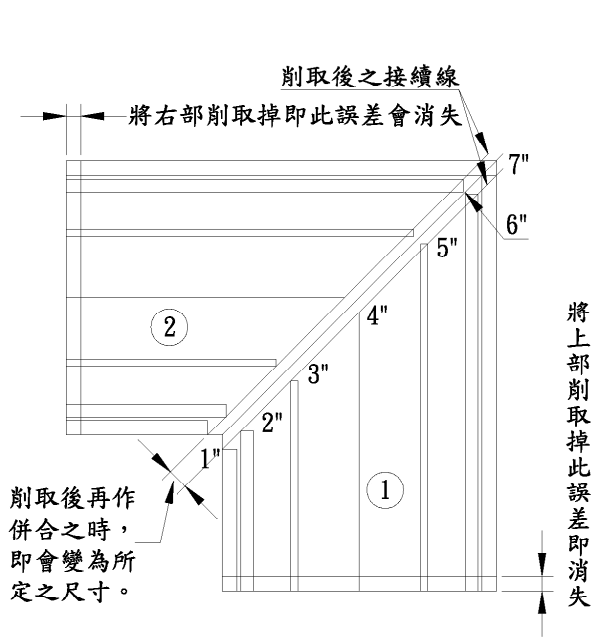 削取後之接續線
將右部削取掉即此誤差會消失
7"
6"
5"
4"
②
3"
2"
1"
①
將上部削取掉此誤差即消失
削取後再作
併合之時，
即會變為所
定之尺寸。